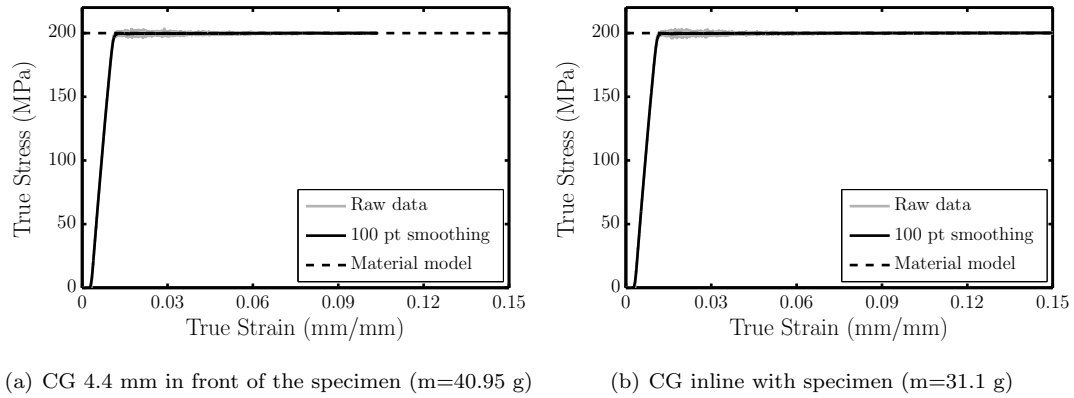 200
150
100
50
0
True Stress (MPa)
Raw data
100 pt smoothing
Material model
0 0.03 0.06 0.09 0.12 0.15
True Strain (mm/mm)
(a) CG 4.4 mm in front of the specimen (m=40.95 g)
200
150
100
50
0
True Stress (MPa)
Raw data
100 pt smoothing
Material model
0 0.03 0.06 0.09 0.12 0.15
True Strain (mm/mm)
(b) CG inline with specimen (m=31.1 g)